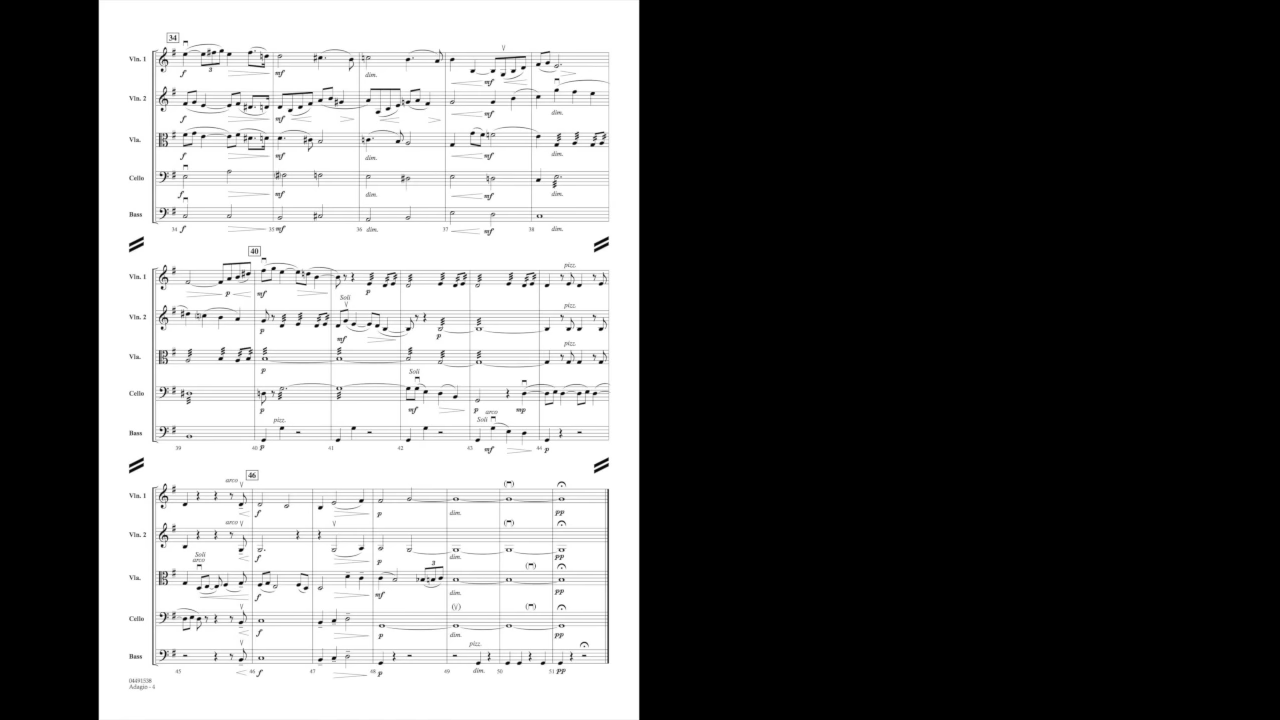 34
Vln. 1
3
f mf dim. mf
Vln. 2
f mf dim. mf dim.
Vla.
f mf dim. mf dim.
Cello
f mf dim. mf dim.
Bass
34 f 35 mf 36 dim. 37 mf 38 dim.
40
pizz.
Vln. 1
p mf p
Soli pizz.
Vln. 2
p mf p
pizz.
Vla.
p
Soli
Cello
p mf p mp
pizz. Soli arco
Bass
39 40 p 41 42 43 mf 44 p
46
arco
Vln. 1
f p dim. pp
arco
Vln. 2
f p dim. pp
Soli
arco
3
Vla.
f mf dim. pp
Cello
f p dim. pp
pizz.
Bass
45 46 f 47 48 p 49 dim. 50 51 pp
04491538
Adagio - 4